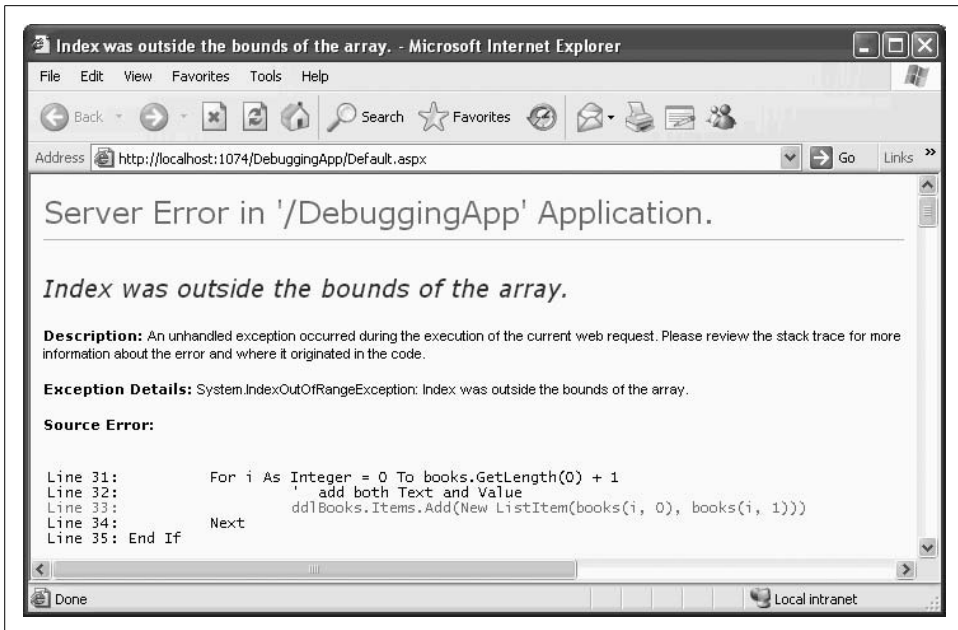 Index was outside the bounds of the array. - Microsoft Internet Explorer
File Edit View Favorites Tools Help
Back Search Favorites
Address http://localhost:1074/DebuggingApp/Default.aspx Go Links »
Server Error in '/DebuggingApp' Application.
Index was outside the bounds of the array.
Description: An unhandled exception occurred during the execution of the current web request. Please review the stack trace for more
information about the error and where it originated in the code.
Exception Details: System.IndexOutOfRangeException: Index was outside the bounds of the array.
Source Error:
Line 31: For i As Integer = 0 To books.GetLength(0) + 1
Line 32: ' add both Text and Value
Line 33: ddlBooks.Items.Add(New ListItem(books(i, 0), books(i, 1)))
Line 34: Next
Line 35: End If
Done Local intranet